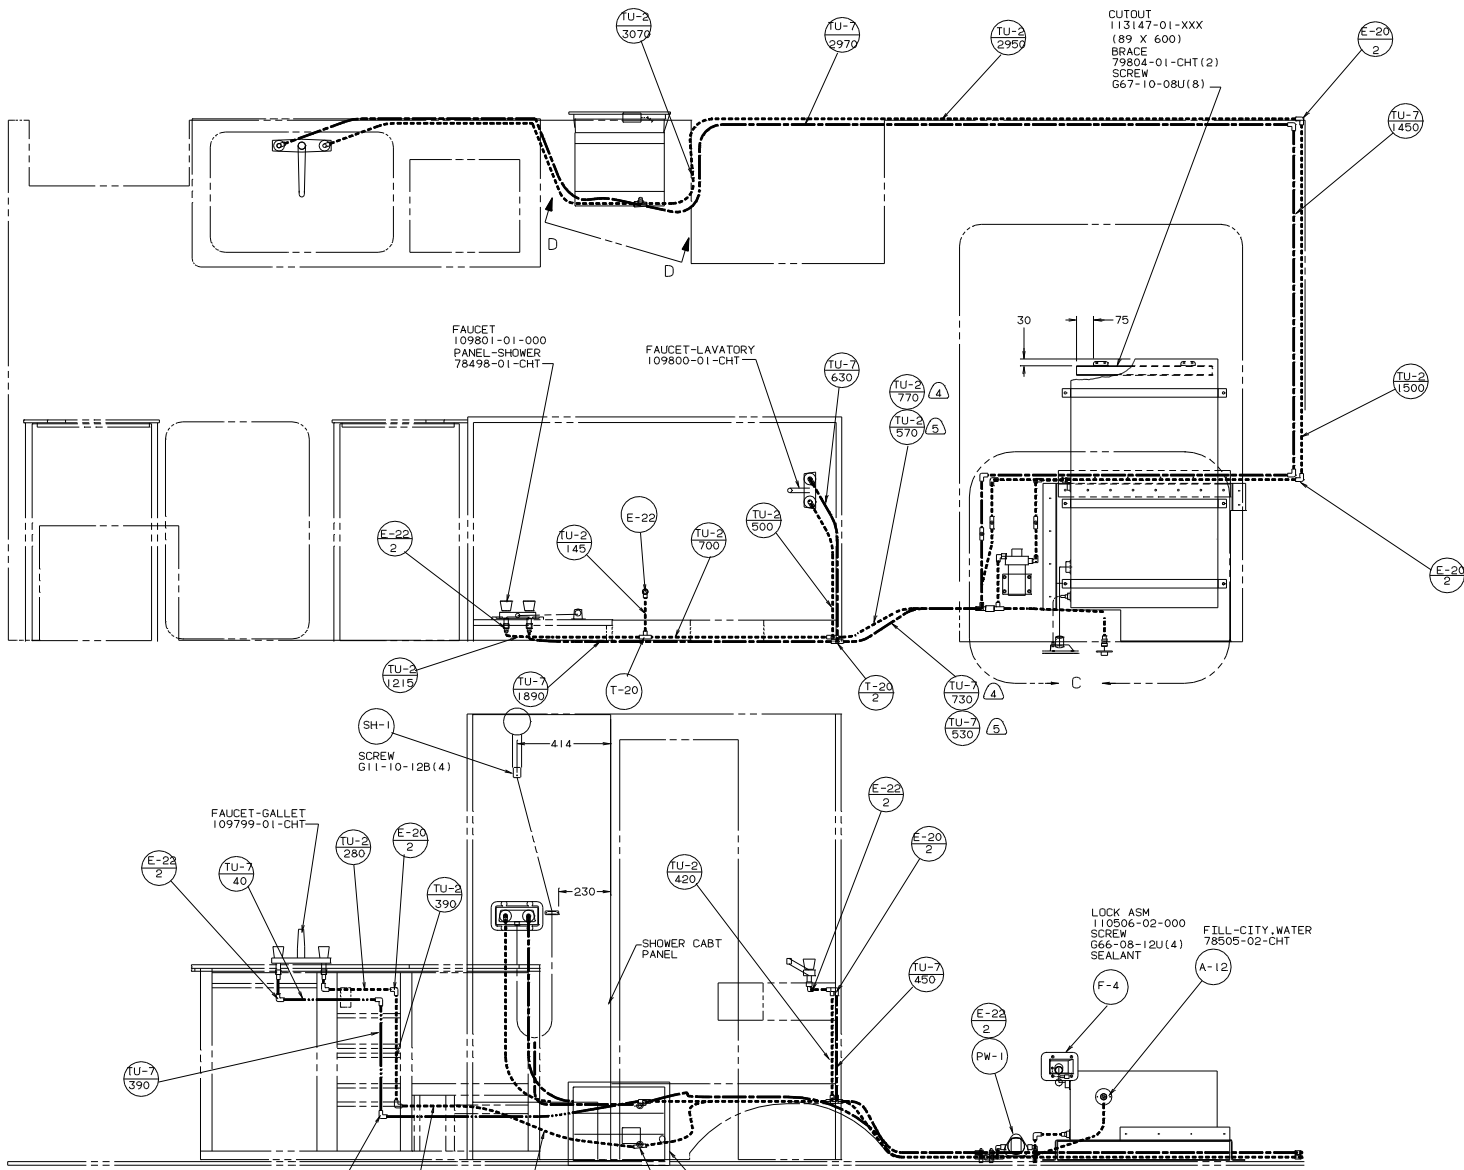 TU-2
3070
TU-7
2970
TU-2
2950
CUTOUT
113147-01-XXX
(89 X 600)
BRACE
79804-01-CHT(2)
SCREW
G67-10-08U(8)
E-20
2
TU-7
1450
D
D
30
75
FAUCET
109801-01-000
PANEL-SHOWER
78498-01-CHT
FAUCET-LAVATORY
109800-01-CHT
TU-7
630
TU-2
770
4
TU-2
570
5
TU-2
1500
E-22
2
TU-2
145
E-22
TU-2
700
TU-2
500
E-20
2
TU-2
1215
TU-7
1890
T-20
T-20
2
TU-7
730
4
TU-7
530
5
C
SH-1
SCREW
G11-10-12B(4)
414
FAUCET-GALLET
109799-01-CHT
E-22
2
TU-7
40
TU-2
280
E-20
2
TU-2
390
230
TU-2
420
E-22
2
E-20
2
SHOWER CABT
PANEL
TU-7
450
LOCK ASM
110506-02-000
SCREW
G66-08-12U(4)
SEALANT
FILL-CITY,WATER
78505-02-CHT
A-12
F-4
E-22
2
PW-1
TU-7
390